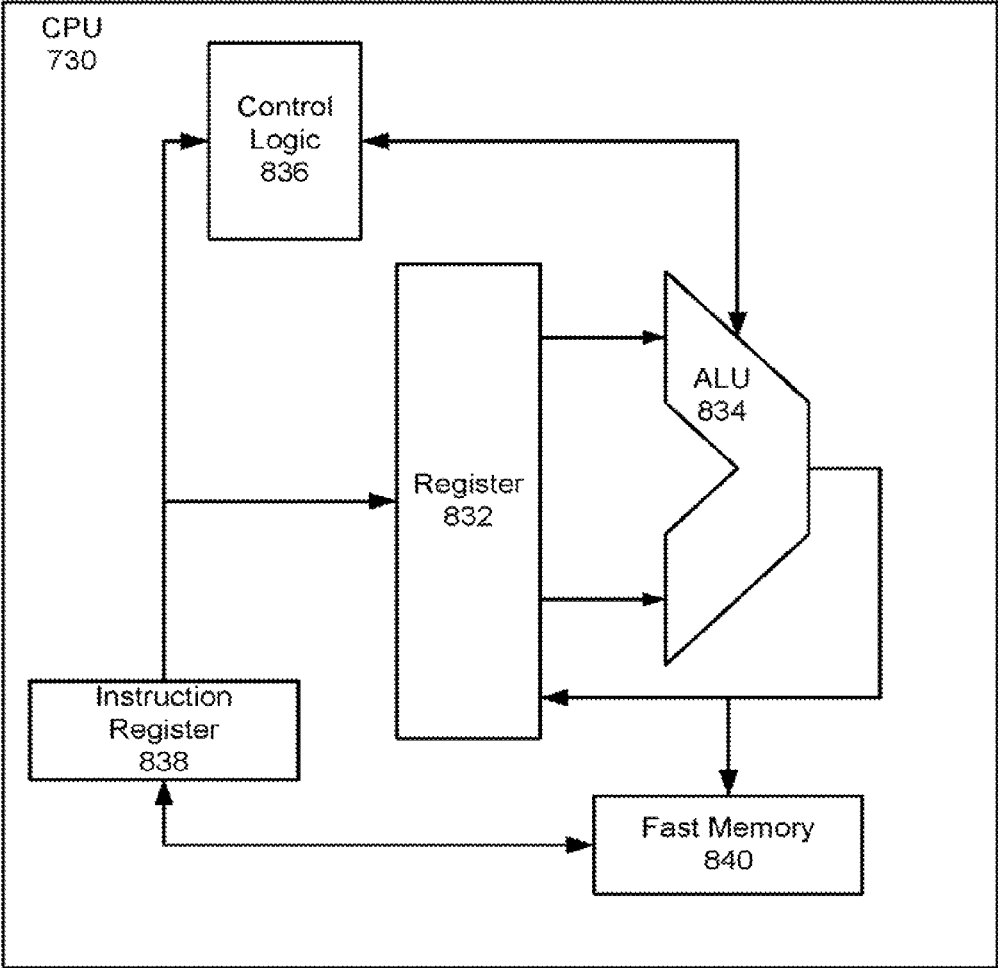 CPU
730
Control
Logic
836
ALU
834
Register
832
Instruction
Register
838
Fast Memory
840